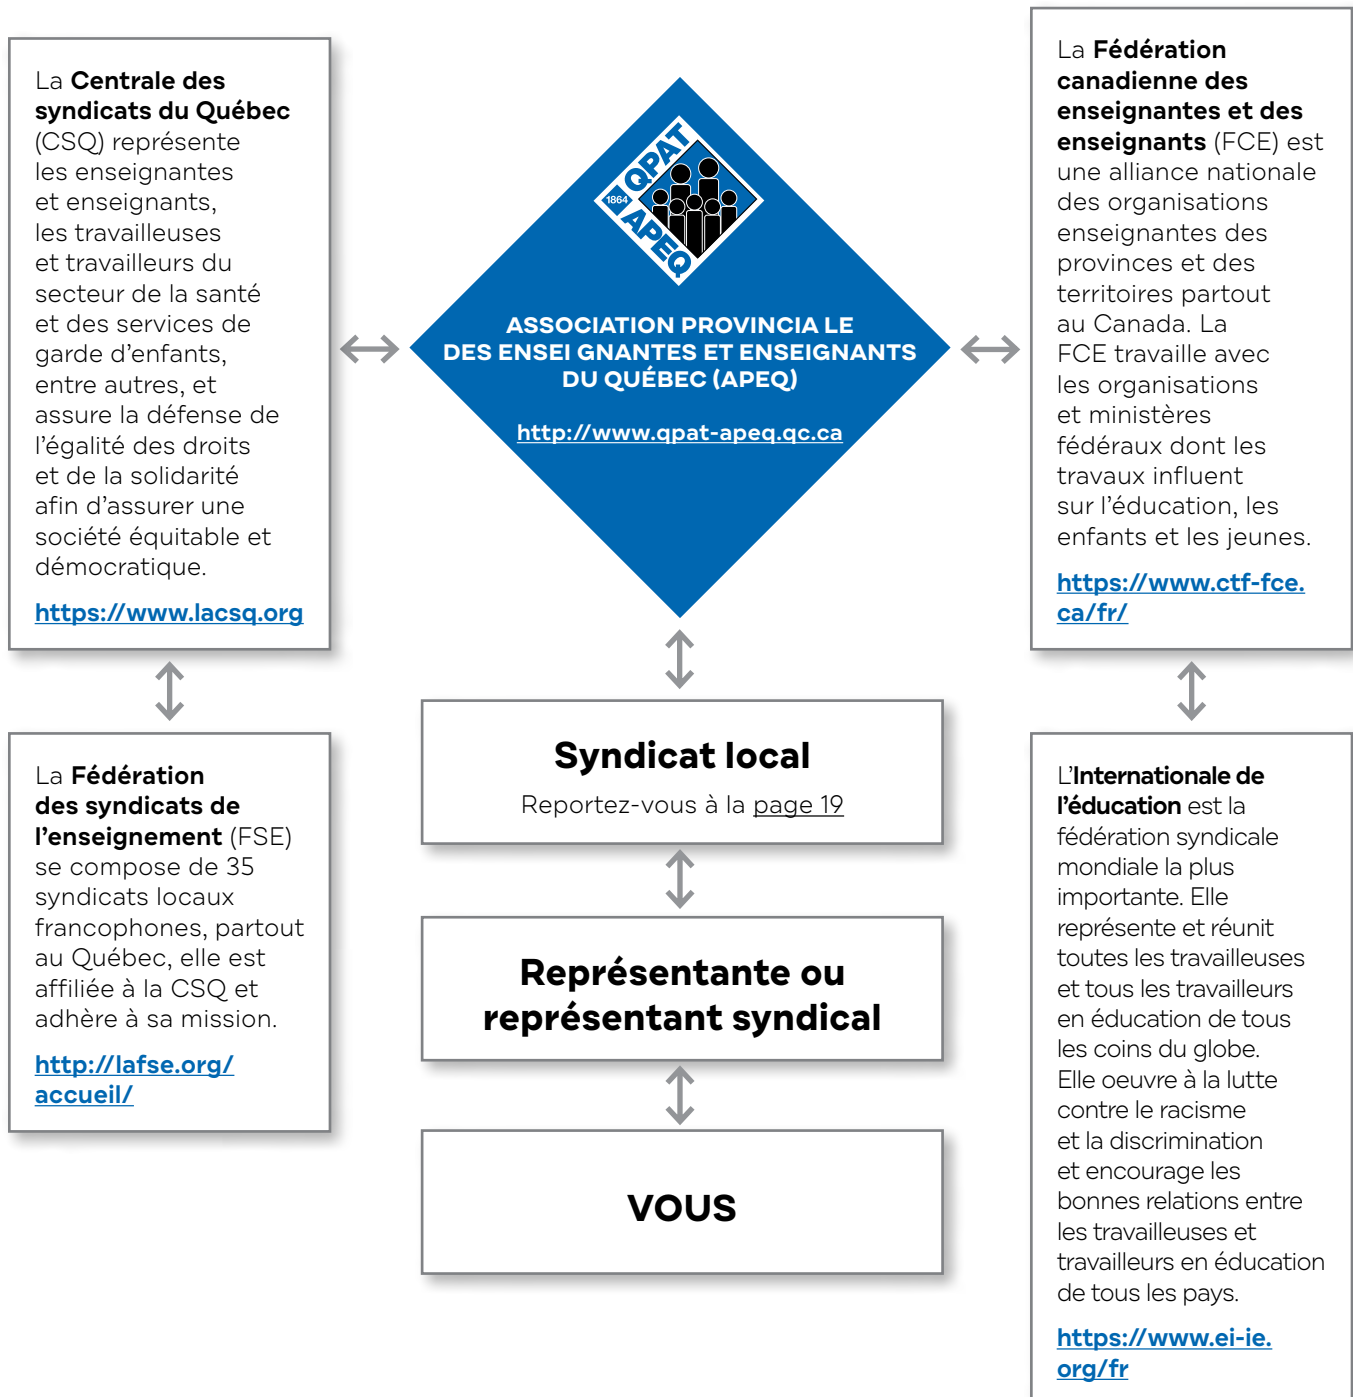 La Centrale des
syndicats du Québec
(CSQ) représente
les enseignantes
et enseignants,
les travailleuses
et travailleurs du
secteur de la santé
et des services de
garde d’enfants,
entre autres, et
assure la défense de
l’égalité des droits
et de la solidarité
afin d’assurer une
société équitable et
démocratique.
https://www.lacsq.org
La Fédération
des syndicats de
l’enseignement (FSE)
se compose de 35
syndicats locaux
francophones, partout
au Québec, elle est
affiliée à la CSQ et
adhère à sa mission.
http://lafse.org/
accueil/
QPAT
1864
APEQ
ASSOCIATION PROVINCIA LE
DES ENSEI GNANTES ET ENSEIGNANTS
DU QUÉBEC (APEQ)
http://www.qpat-apeq.qc.ca
Syndicat local
Reportez-vous à la page 19
Représentante ou
représentant syndical
VOUS
La Fédération
canadienne des
enseignantes et des
enseignants (FCE) est
une alliance nationale
des organisations
enseignantes des
provinces et des
territoires partout
au Canada. La
FCE travaille avec
les organisations
et ministères
fédéraux dont les
travaux influent
sur l’éducation, les
enfants et les jeunes.
https://www.ctf-fce.
ca/fr/
L’Internationale de
l’éducation est la
fédération syndicale
mondiale la plus
importante. Elle
représente et réunit
toutes les travailleuses
et tous les travailleurs
en éducation de tous
les coins du globe.
Elle oeuvre à la lutte
contre le racisme
et la discrimination
et encourage les
bonnes relations entre
les travailleuses et
travailleurs en éducation
de tous les pays.
https://www.ei-ie.
org/fr